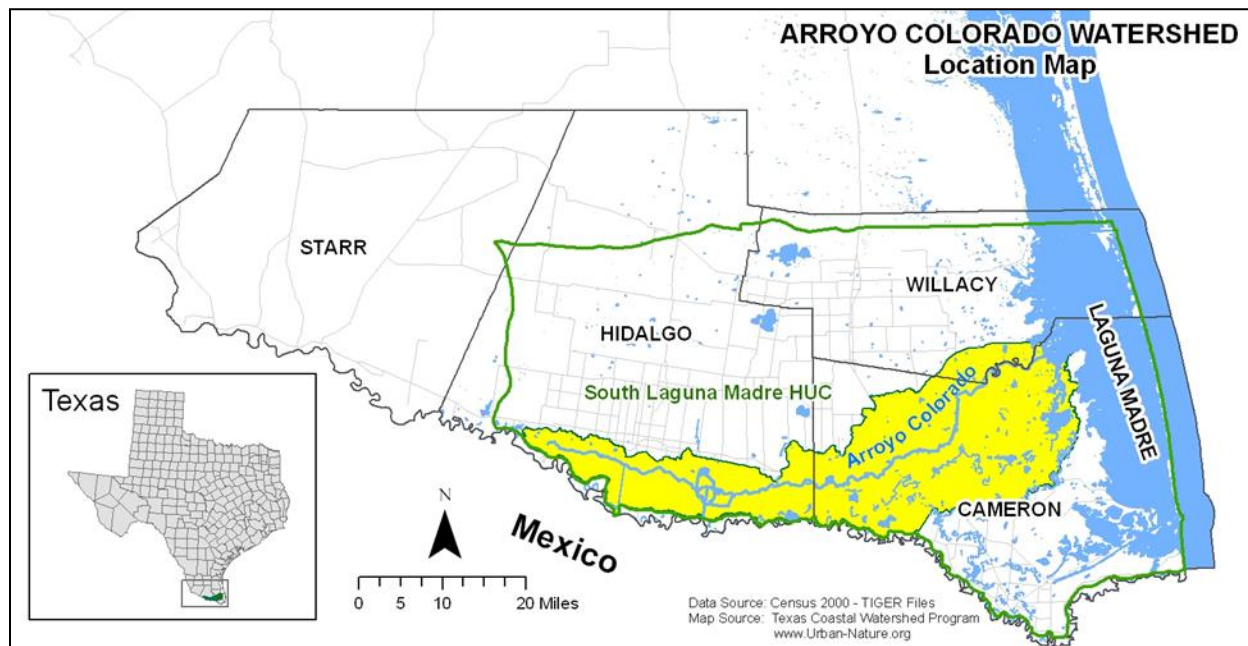 ARROYO COLORADO WATERSHED
Location Map
STARR
WILLACY
HIDALGO
LAGUNA MADRE
South Laguna Madre HUC
Arroyo Colorado
Texas
CAMERON
N
Mexico
0 5 10 20 Miles
Data Source: Census 2000 - TIGER Files
Map Source: Texas Coastal Watershed Program
www.Urban-Nature.org